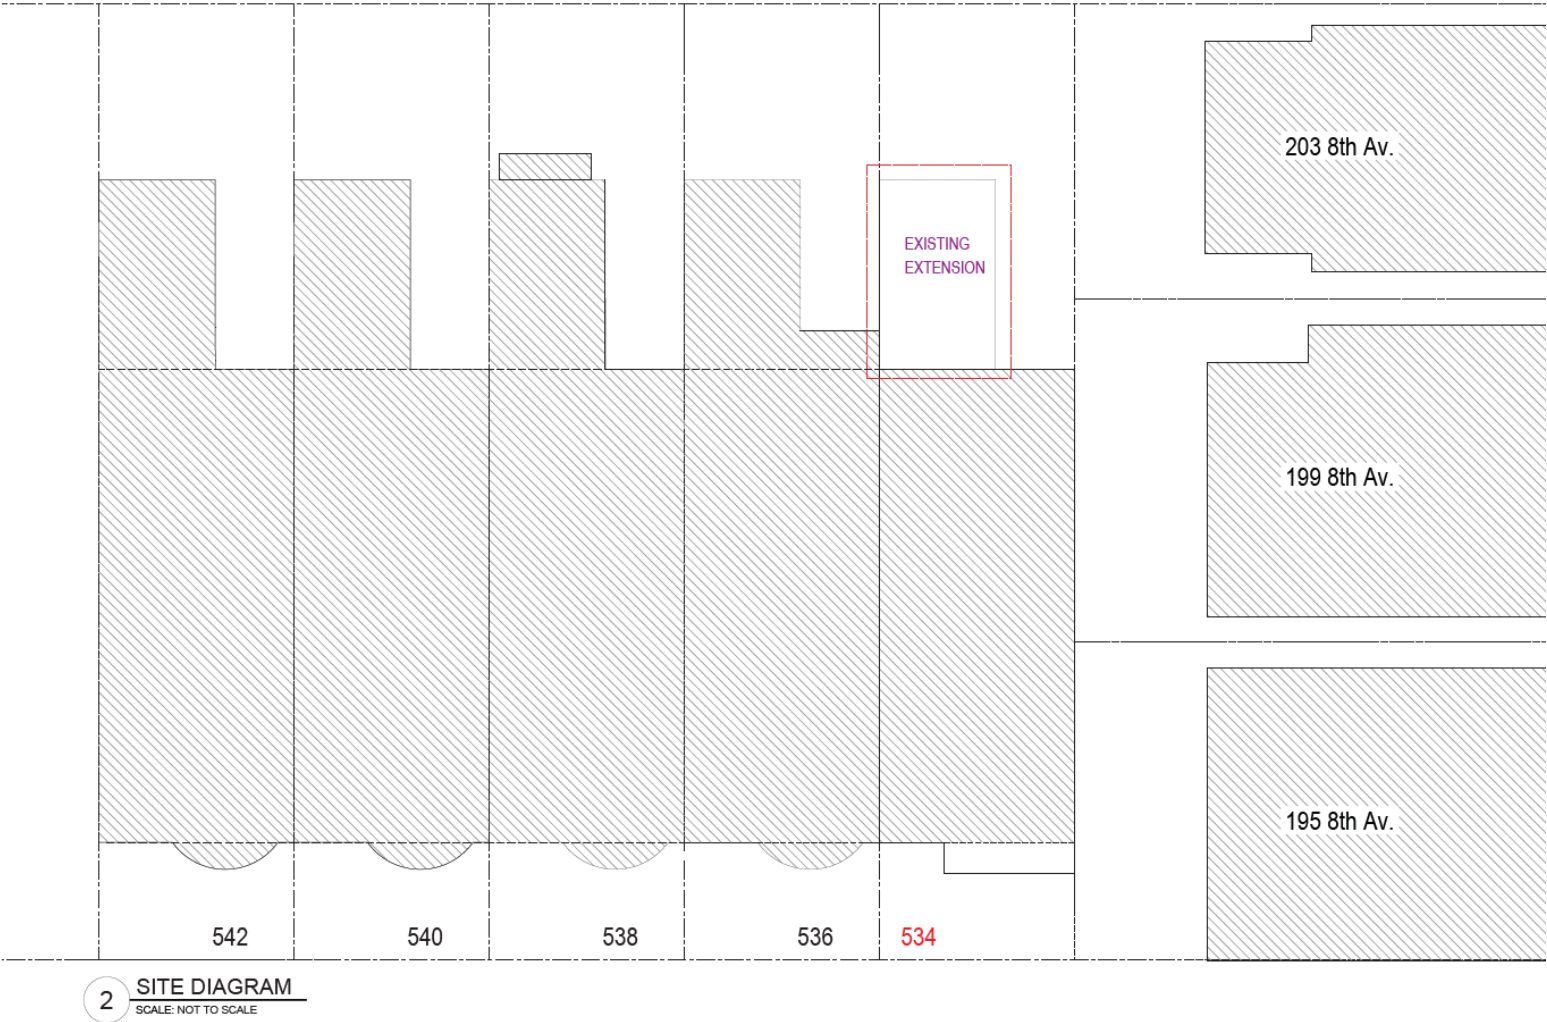 203 8th Av.
EXISTING
EXTENSION
199 8th Av.
195 8th Av.
542
540
538
536
534
2
SITE DIAGRAM
SCALE: NOT TO SCALE